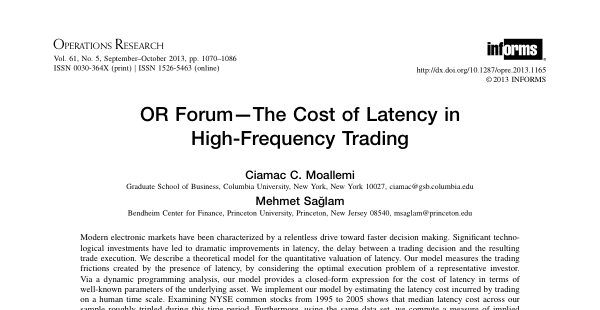 OPERATIONS RESEARCH
Vol. 61, No. 5, September–October 2013, pp. 1070–1086
ISSN 0030-364X (print) | ISSN 1526-5463 (online)
informs®
http://dx.doi.org/10.1287/opre.2013.1165
© 2013 INFORMS
OR Forum—The Cost of Latency in
High-Frequency Trading
Ciamac C. Moallemi
Graduate School of Business, Columbia University, New York, New York 10027, ciamac@gsb.columbia.edu
Mehmet Sağlam
Bendheim Center for Finance, Princeton University, Princeton, New Jersey 08540, msaglam@princeton.edu
Modern electronic markets have been characterized by a relentless drive toward faster decision making. Significant techno-
logical investments have led to dramatic improvements in latency, the delay between a trading decision and the resulting
trade execution. We describe a theoretical model for the quantitative valuation of latency. Our model measures the trading
frictions created by the presence of latency, by considering the optimal execution problem of a representative investor.
Via a dynamic programming analysis, our model provides a closed-form expression for the cost of latency in terms of
well-known parameters of the underlying asset. We implement our model by estimating the latency cost incurred by trading
on a human time scale. Examining NYSE common stocks from 1995 to 2005 shows that median latency cost across our
sample roughly tripled during this time period. Furthermore, using the same data set, we compute a measure of implied